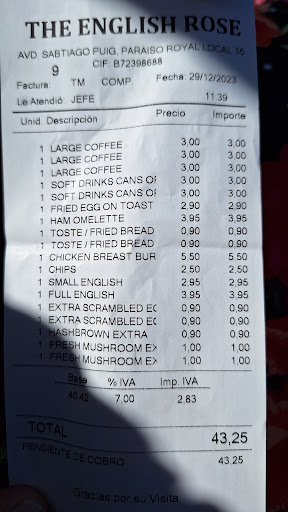 THE ENGLISH ROSE
AVD. SABTIAGO PUIG, PARAISO ROYAL LOCAL 35
CIF: B72398688
9
Factura: TM COMP. Fecha: 29/12/2023
Le Atendió: JEFE 11:39
Unid. Descripción Precio Importe
1 LARGE COFFEE 3,00 3,00
1 LARGE COFFEE 3,00 3,00
1 LARGE COFFEE 3,00 3,00
1 SOFT DRINKS CANS OF 3,00 3,00
1 SOFT DRINKS CANS OF 3,00 3,00
1 FRIED EGG ON TOAST 2,90 2,90
1 HAM OMELETTE 3,95 3,95
1 TOSTE / FRIED BREAD 0,90 0,90
1 TOSTE / FRIED BREAD 0,90 0,90
1 CHICKEN BREAST BUR 5,50 5,50
1 CHIPS 2,50 2,50
1 SMALL ENGLISH 2,95 2,95
1 FULL ENGLISH 3,95 3,95
1 EXTRA SCRAMBLED EC 0,90 0,90
1 EXTRA SCRAMBLED EC 0,90 0,90
1 HASHBROWN EXTRA 0,90 0,90
1 FRESH MUSHROOM EX 1,00 1,00
1 FRESH MUSHROOM EX 1,00 1,00
Base % IVA Imp. IVA
40.42 7,00 2,83
TOTAL 43,25
PENDIENTE DE COBRO 43.25
Gracias por su Visita